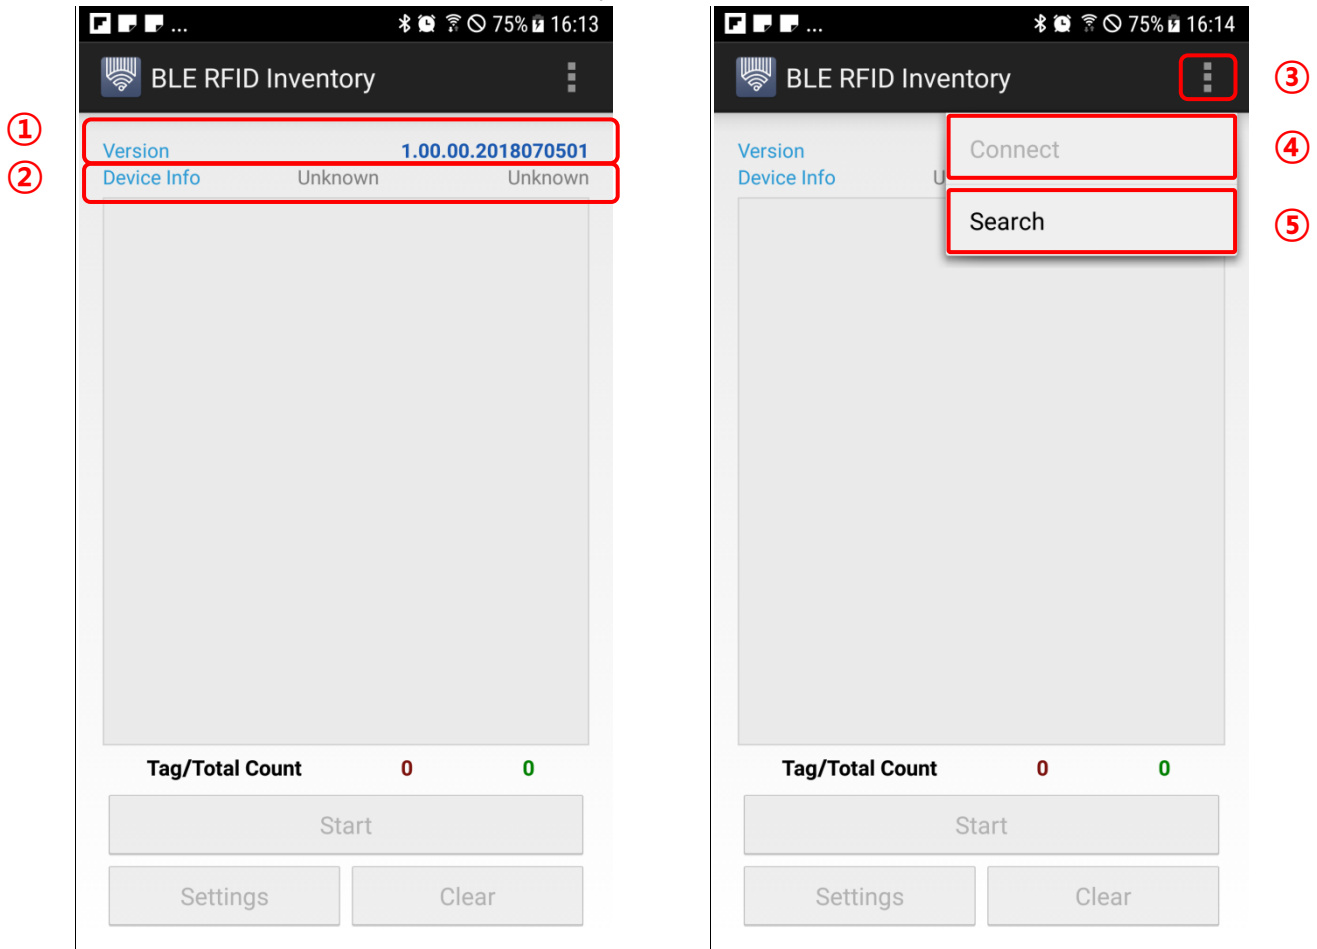 ... 75% 16:13
BLE RFID Inventory
①
Version 1.00.00.2018070501
②
Device Info Unknown Unknown
Tag/Total Count 0 0
Start
Settings Clear
... 75% 16:14
BLE RFID Inventory
③
Version
Connect
④
Device Info U
Search
⑤
Tag/Total Count 0 0
Start
Settings Clear